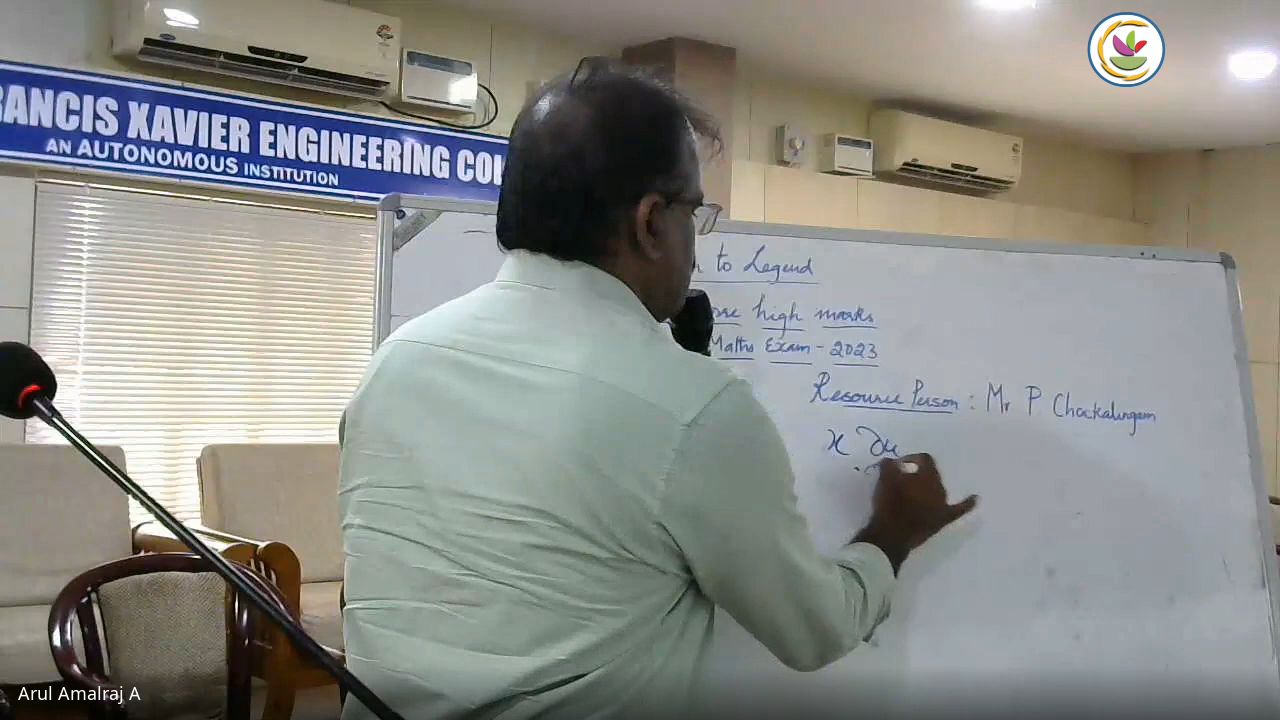 RANCIS XAVIER ENGINEERING COL
AN AUTONOMOUS INSTITUTION
to Legend
high marks
Maths Exam - 2023
Resource Person : Mr P Chockalingam
x ∂u
Arul Amalraj A